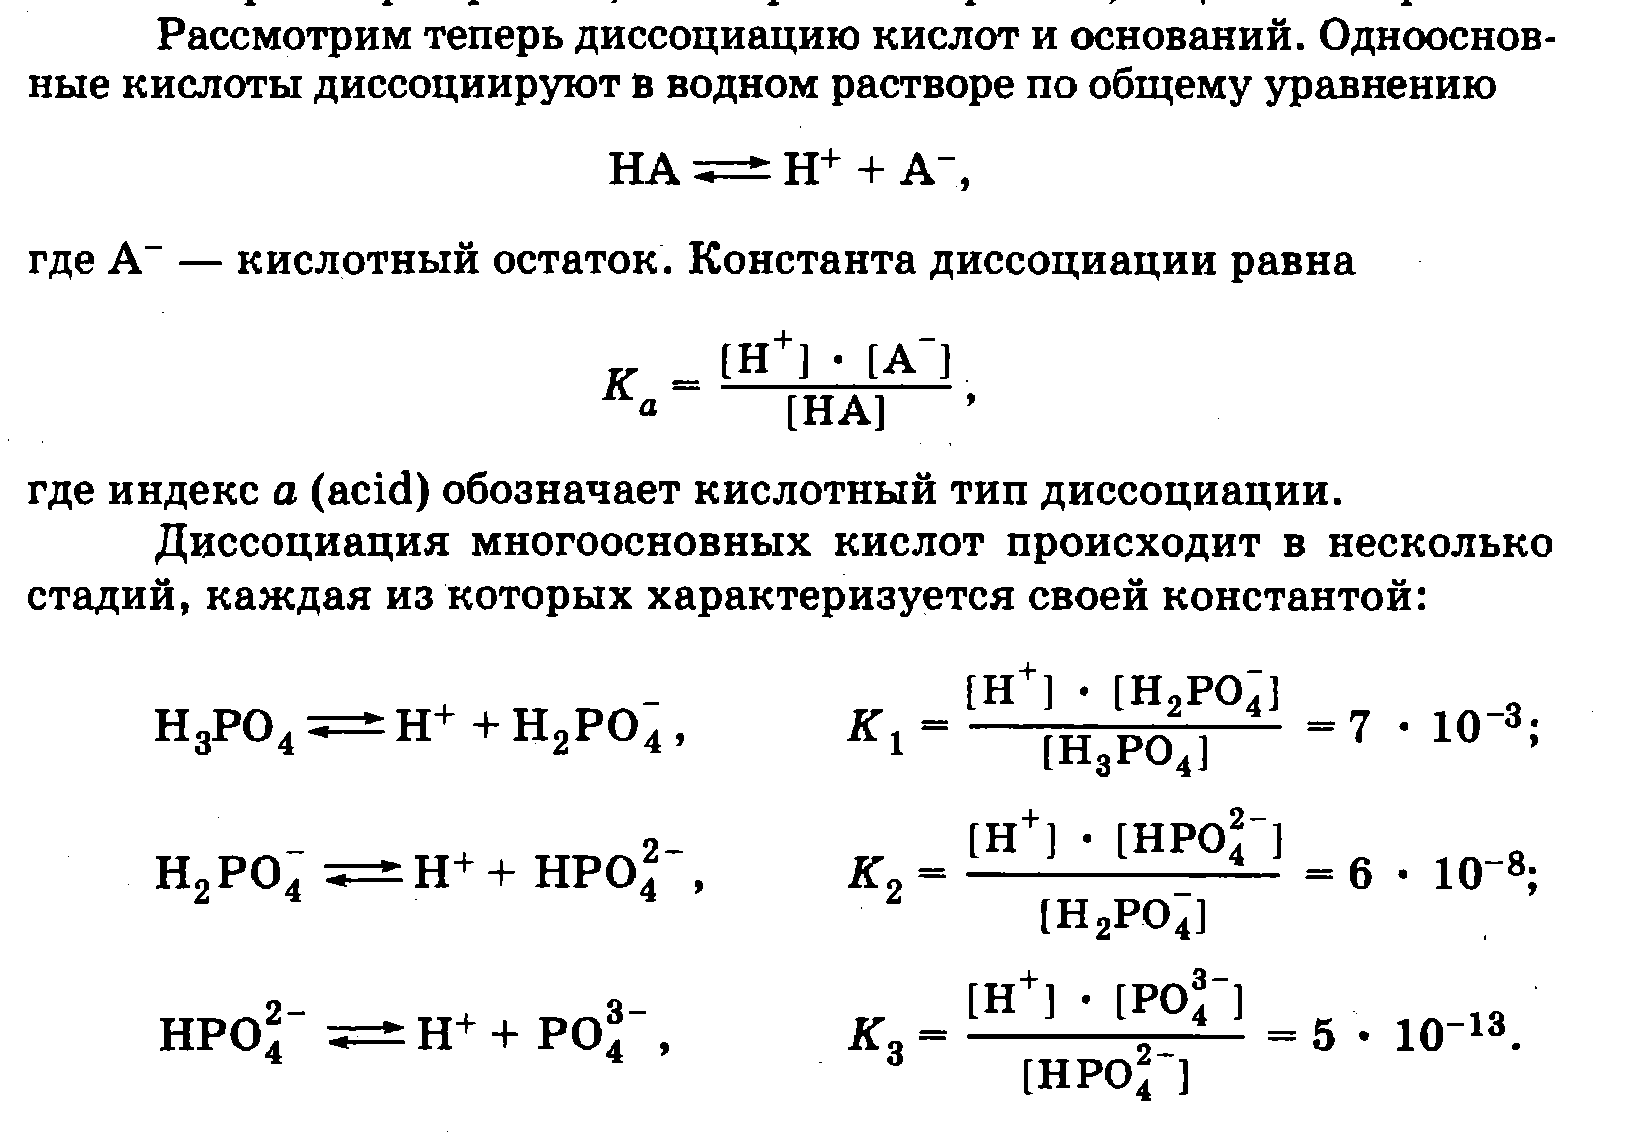 Рассмотрим теперь диссоциацию кислот и оснований. Однооснов-
ные кислоты диссоциируют в водном растворе по общему уравнению
HA ⇌ H⁺ + A⁻,
где A⁻ — кислотный остаток. Константа диссоциации равна
Kₐ = [H⁺] · [A⁻] / [HA],
где индекс a (acid) обозначает кислотный тип диссоциации.
Диссоциация многоосновных кислот происходит в несколько
стадий, каждая из которых характеризуется своей константой:
H₃PO₄ ⇌ H⁺ + H₂PO₄⁻, K₁ = [H⁺] · [H₂PO₄⁻] / [H₃PO₄] = 7 · 10⁻³;
H₂PO₄⁻ ⇌ H⁺ + HPO₄²⁻, K₂ = [H⁺] · [HPO₄²⁻] / [H₂PO₄⁻] = 6 · 10⁻⁸;
HPO₄²⁻ ⇌ H⁺ + PO₄³⁻, K₃ = [H⁺] · [PO₄³⁻] / [HPO₄²⁻] = 5 · 10⁻¹³.